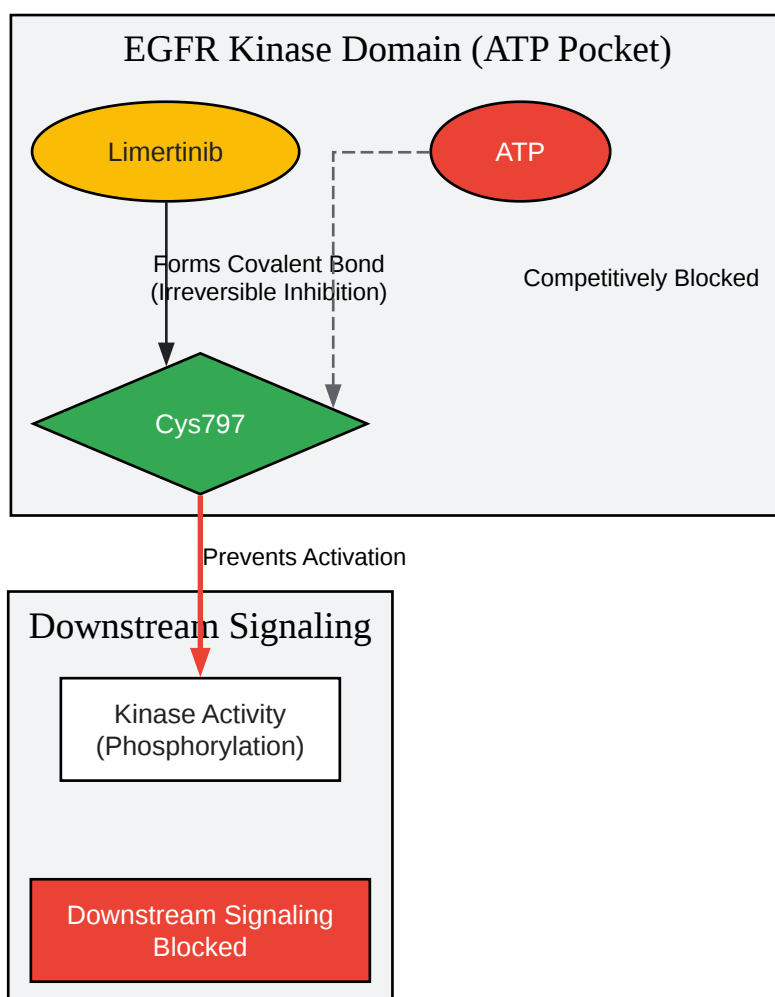 EGFR Kinase Domain (ATP Pocket)
Limertinib
ATP
Forms Covalent Bond
(Irreversible Inhibition)
Competitively Blocked
Cys797
Prevents Activation
Downstream Signaling
Kinase Activity
(Phosphorylation)
Downstream Signaling
Blocked